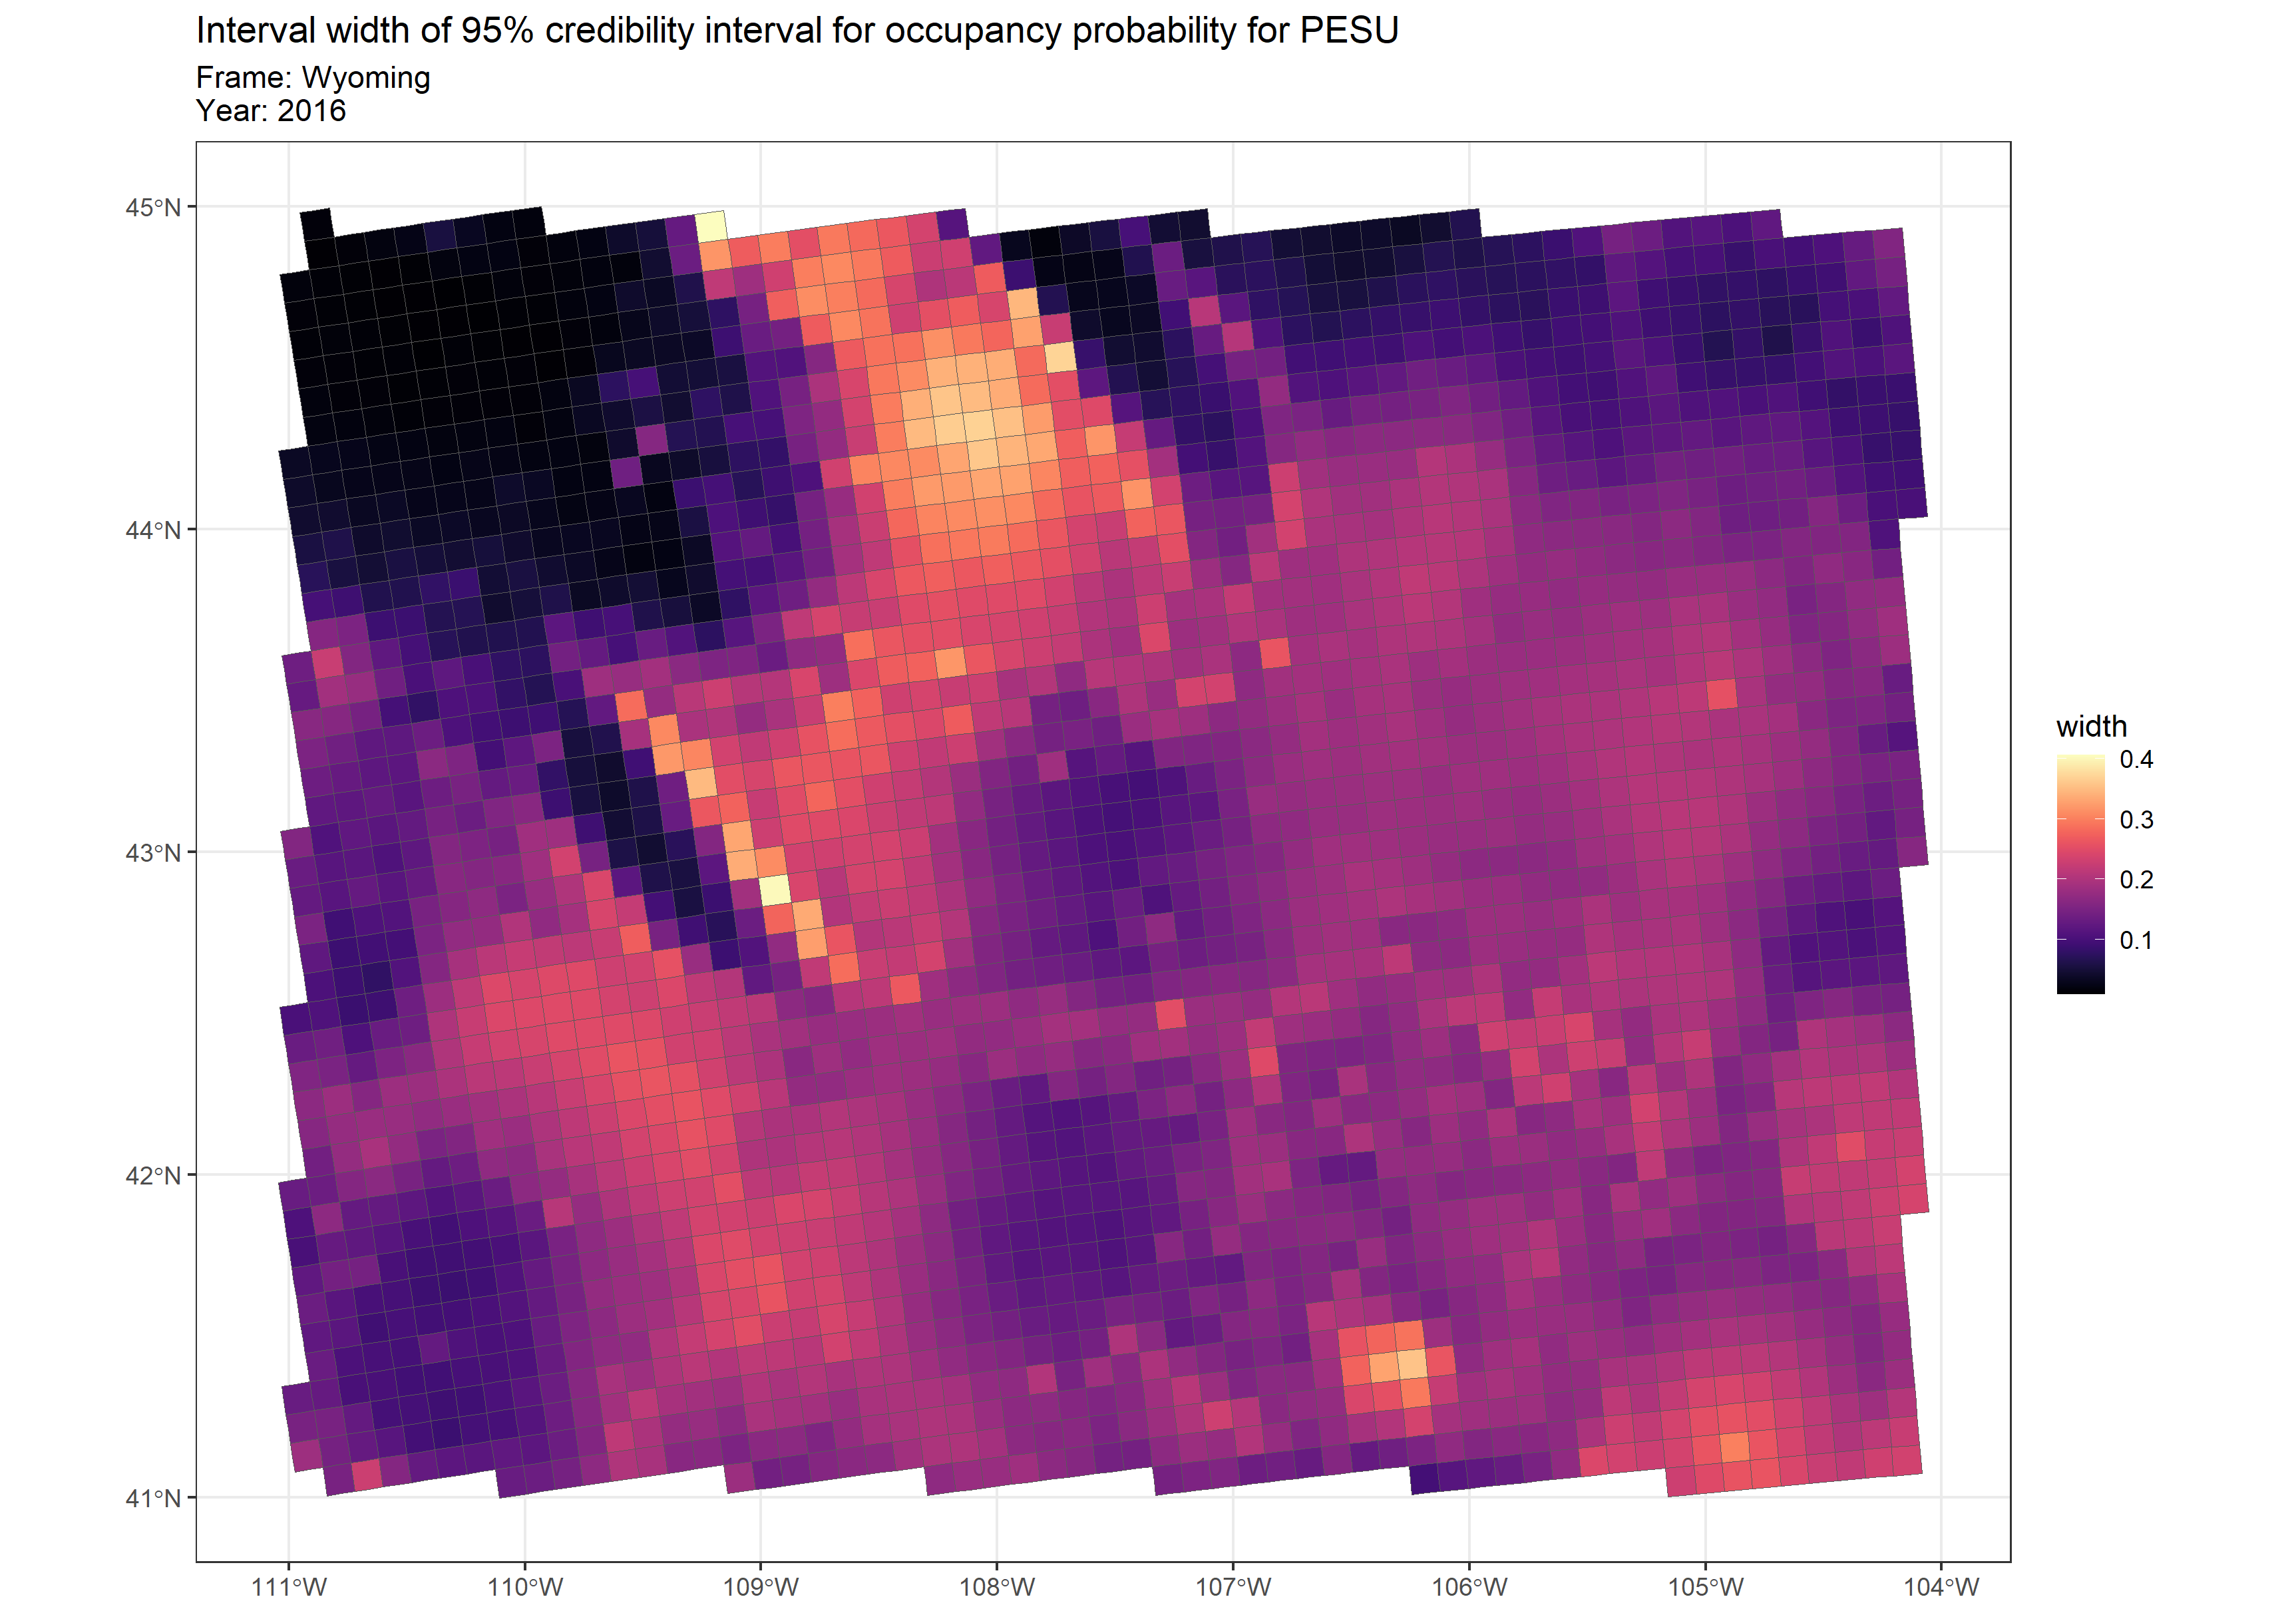 Interval width of 95% credibility interval for occupancy probability for PESU
Frame: Wyoming
Year: 2016
45°N
44°N
43°N
42°N
41°N
111°W
110°W
109°W
108°W
107°W
106°W
105°W
104°W
width
0.4
0.3
0.2
0.1